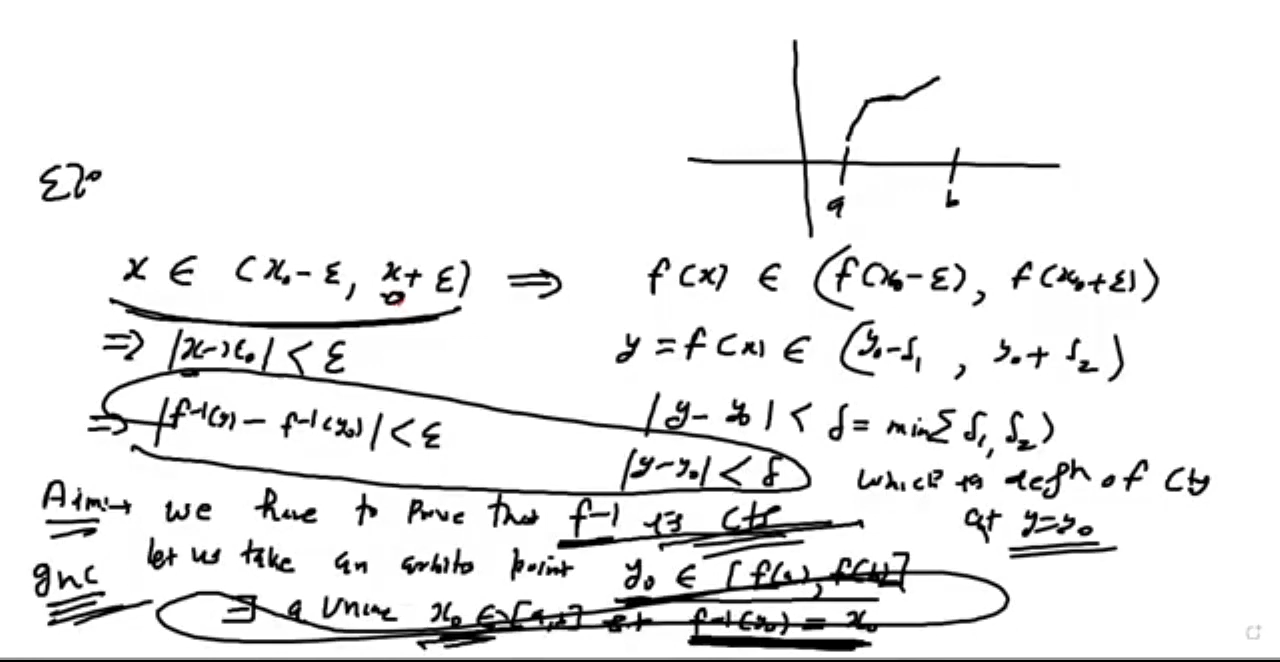 a b
ε>0
x ∈ (x₀-ε, x₀+ε) ⇒ f(x) ∈ (f(x₀-ε), f(x₀+ε))
⇒ |x-x₀| < ε y = f(x) ∈ (y₀-δ₁, y₀+δ₂)
⇒ |f⁻¹(y) - f⁻¹(y₀)| < ε |y-y₀| < δ = min{δ₁, δ₂}
|y-y₀| < δ which is defn of cty
Aim→ we have to prove that f⁻¹ is cts at y=y₀
let us take an point y₀ ∈ [f(a), f(b)]
gnc
∃ a x₀ ∈ [a,b] st f⁻¹(y₀) = x₀